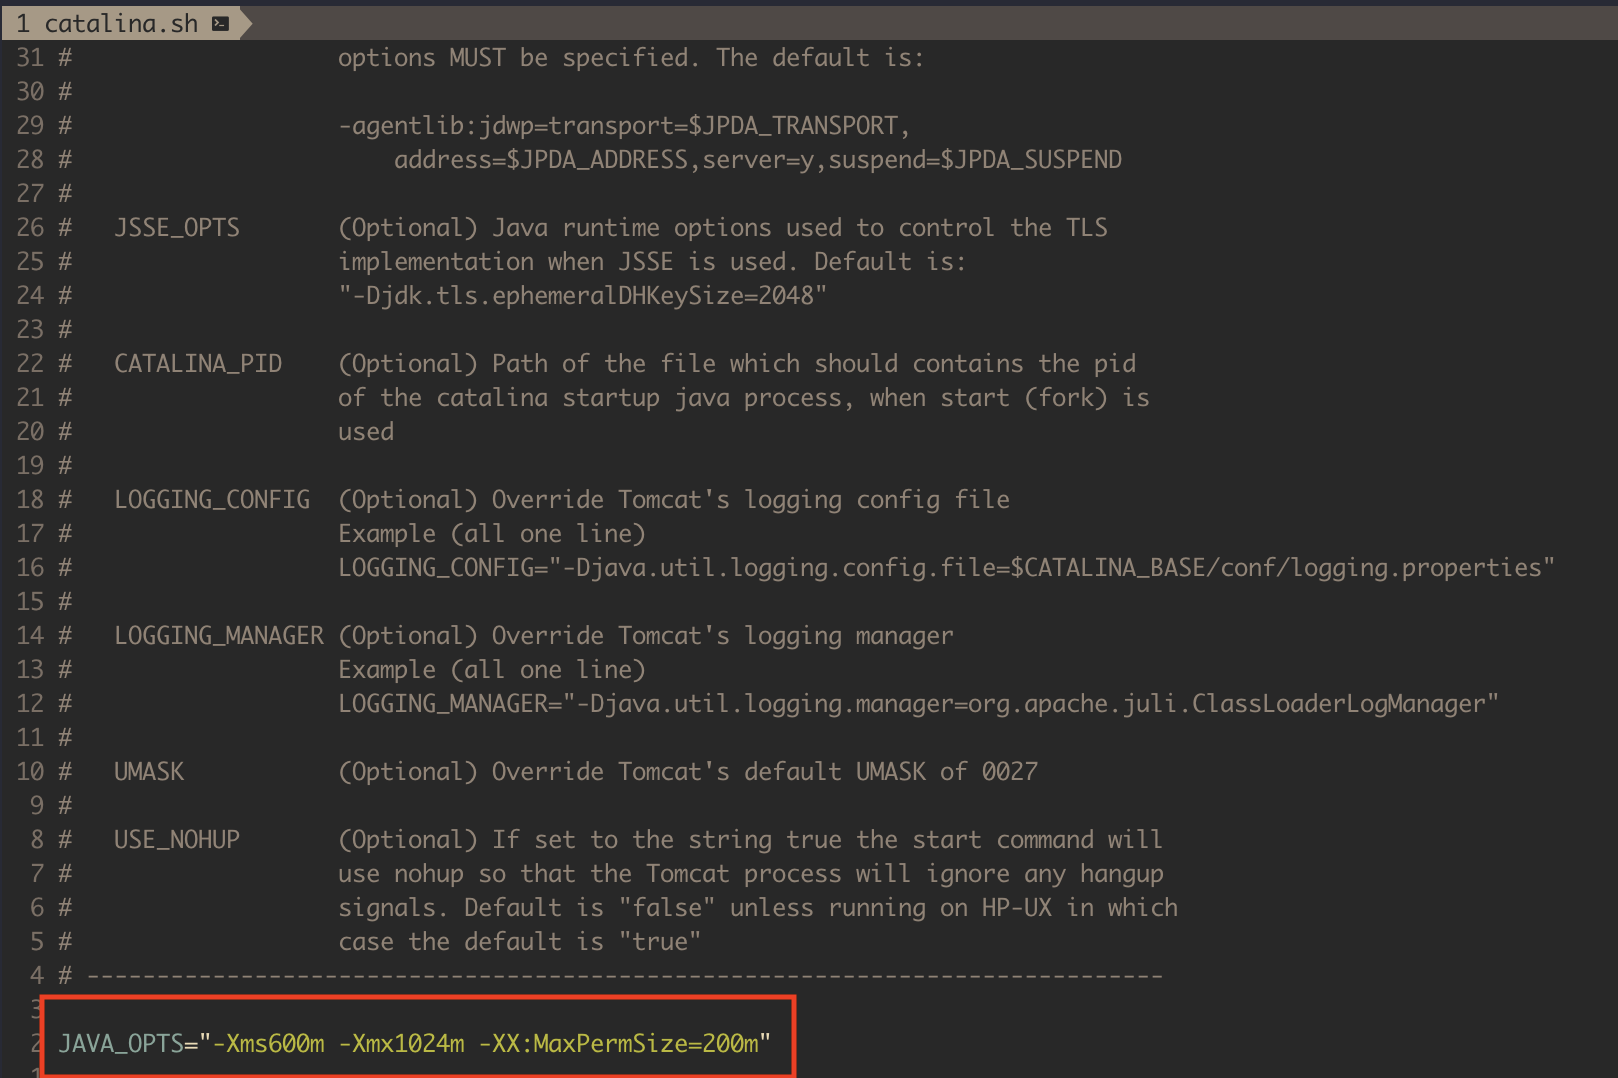 1 catalina.sh
31 # options MUST be specified. The default is:
30 #
29 # -agentlib:jdwp=transport=$JPDA_TRANSPORT,
28 # address=$JPDA_ADDRESS,server=y,suspend=$JPDA_SUSPEND
27 #
26 # JSSE_OPTS (Optional) Java runtime options used to control the TLS
25 # implementation when JSSE is used. Default is:
24 # "-Djdk.tls.ephemeralDHKeySize=2048"
23 #
22 # CATALINA_PID (Optional) Path of the file which should contains the pid
21 # of the catalina startup java process, when start (fork) is
20 # used
19 #
18 # LOGGING_CONFIG (Optional) Override Tomcat's logging config file
17 # Example (all one line)
16 # LOGGING_CONFIG="-Djava.util.logging.config.file=$CATALINA_BASE/conf/logging.properties"
15 #
14 # LOGGING_MANAGER (Optional) Override Tomcat's logging manager
13 # Example (all one line)
12 # LOGGING_MANAGER="-Djava.util.logging.manager=org.apache.juli.ClassLoaderLogManager"
11 #
10 # UMASK (Optional) Override Tomcat's default UMASK of 0027
9 #
8 # USE_NOHUP (Optional) If set to the string true the start command will
7 # use nohup so that the Tomcat process will ignore any hangup
6 # signals. Default is "false" unless running on HP-UX in which
5 # case the default is "true"
4 # -----------------------------------------------------------------------------
3
2 JAVA_OPTS="-Xms600m -Xmx1024m -XX:MaxPermSize=200m"
1